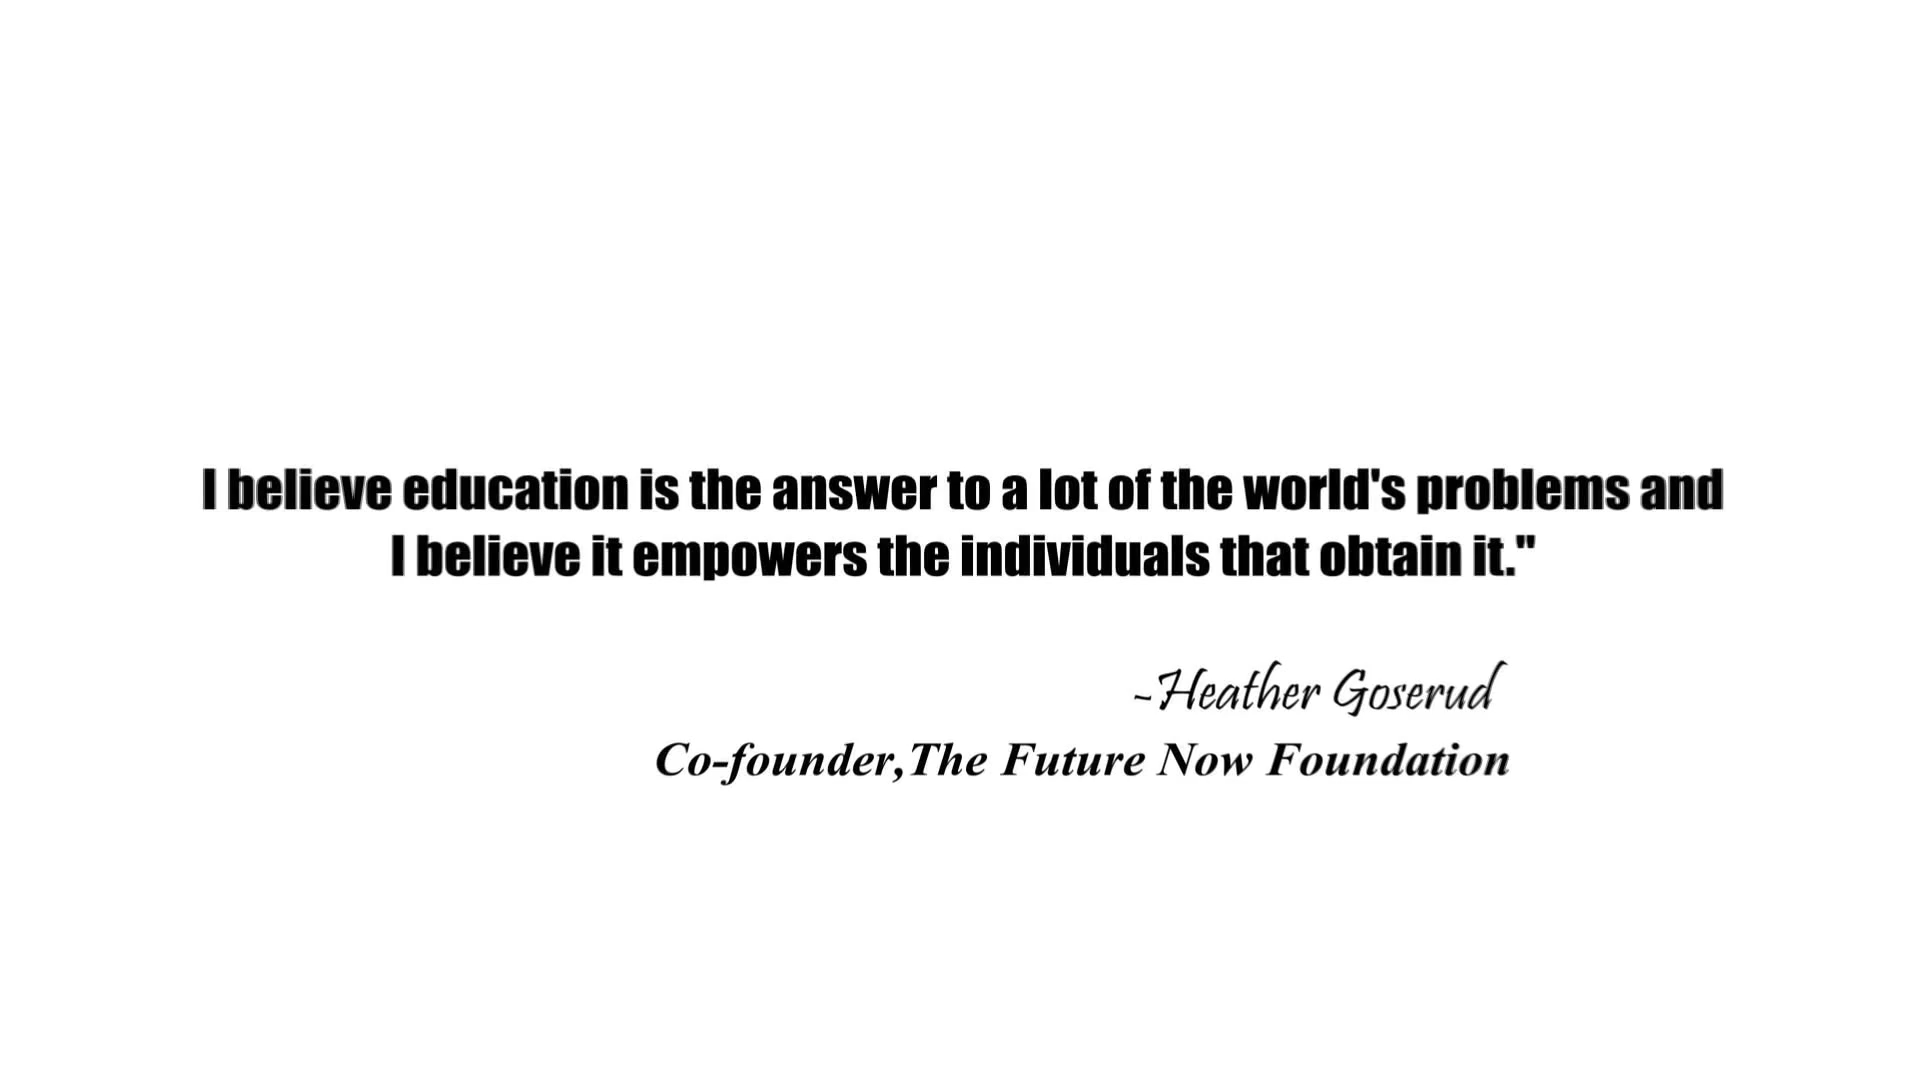 I believe education is the answer to a lot of the world's problems and
I believe it empowers the individuals that obtain it."
~Heather Goserud
Co-founder,The Future Now Foundation